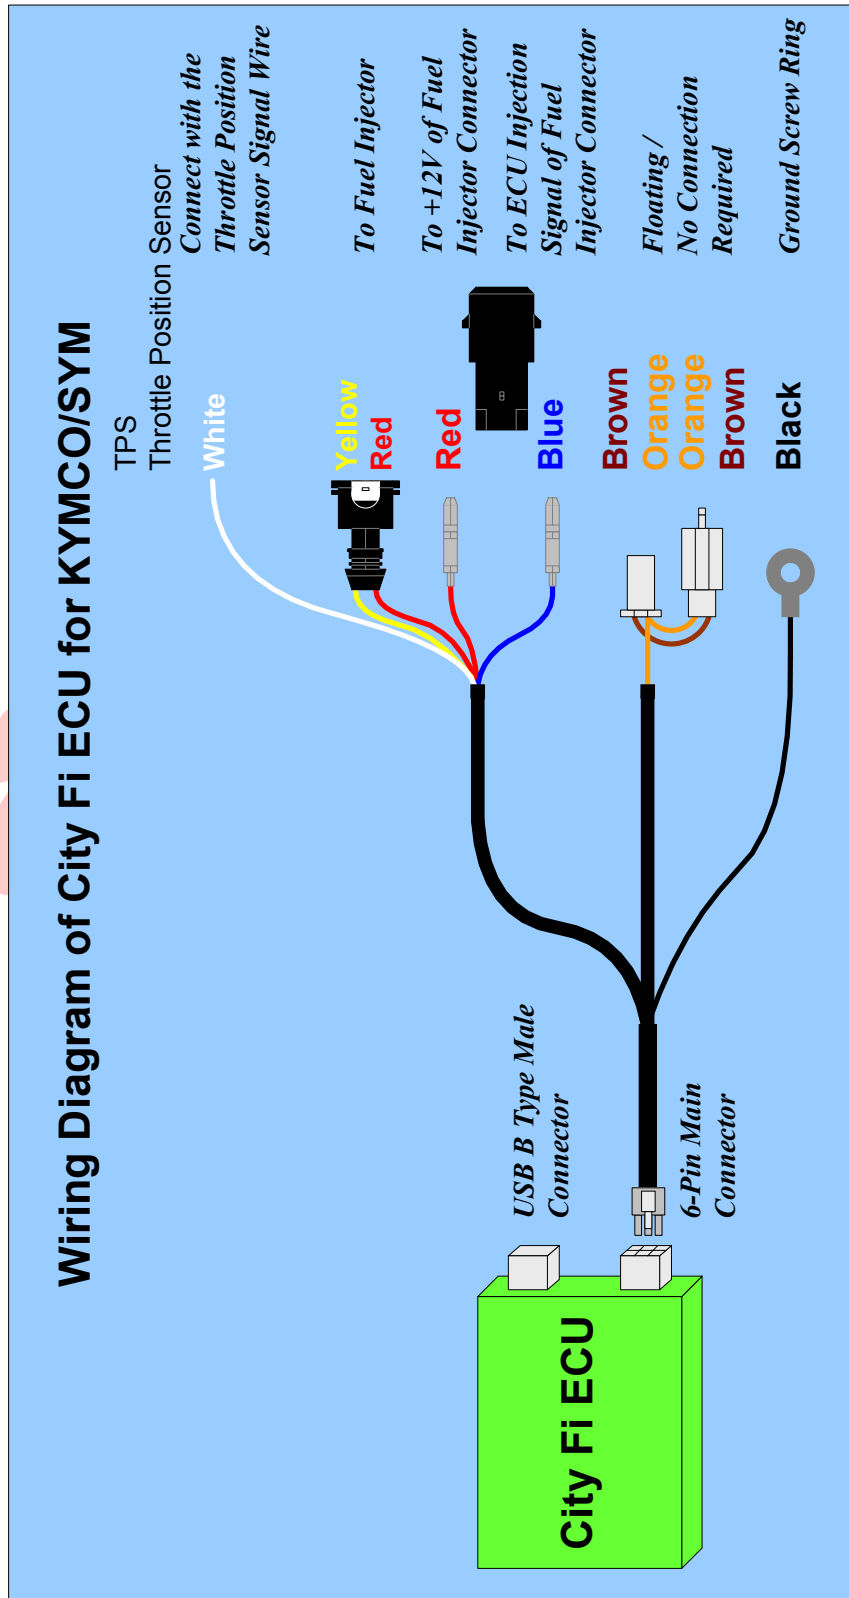 Wiring Diagram of City Fi ECU for KYMCO/SYM
TPS
Throttle Position Sensor
Connect with the
Throttle Position
Sensor Signal Wire
White
To Fuel Injector
Yellow
Red
To +12V of Fuel
Injector Connector
Red
To ECU Injection
Signal of Fuel
Injector Connector
Blue
Floating /
No Connection
Required
Brown
Orange
Orange
Brown
Ground Screw Ring
Black
USB B Type Male
Connector
6-Pin Main
Connector
City Fi ECU